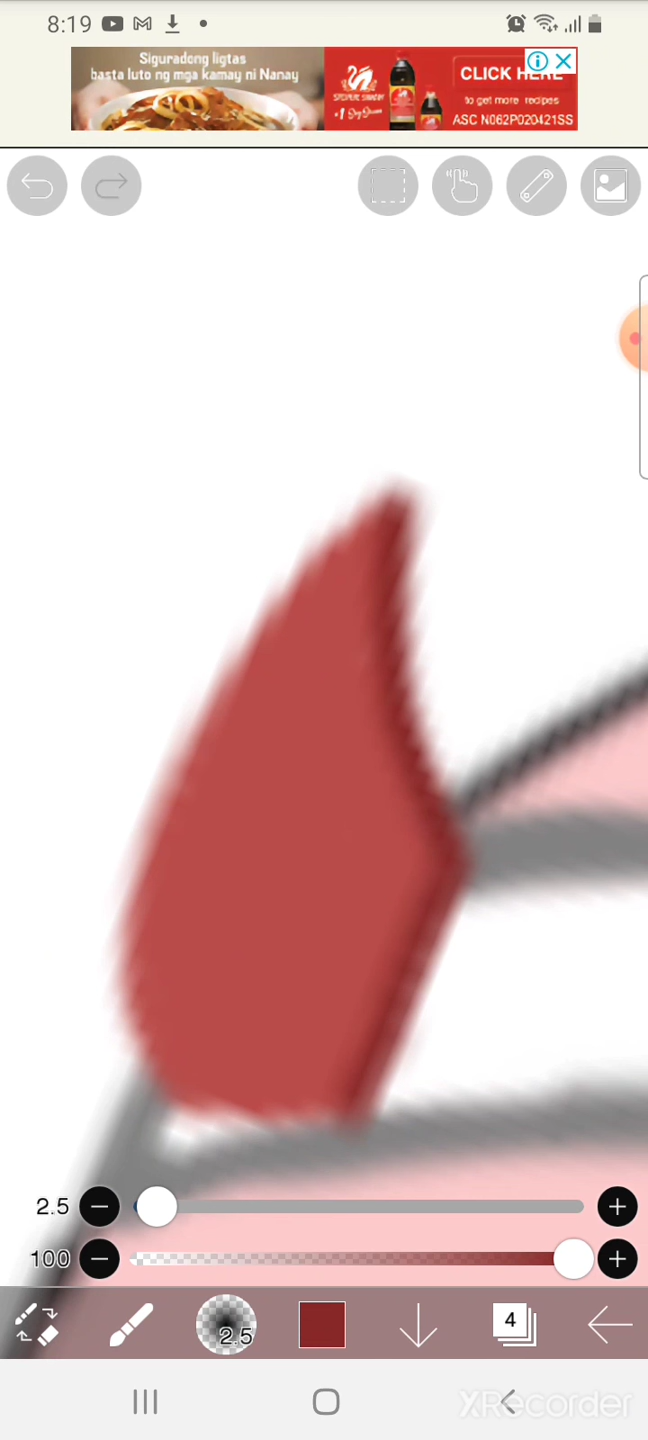 8:19
Siguradong ligtas
basta luto ng mga kamay ni Nanay
#1
CLICK HERE
to get more recipes
ASC N062P020421SS
2.5
100
2.5
4
XRecorder